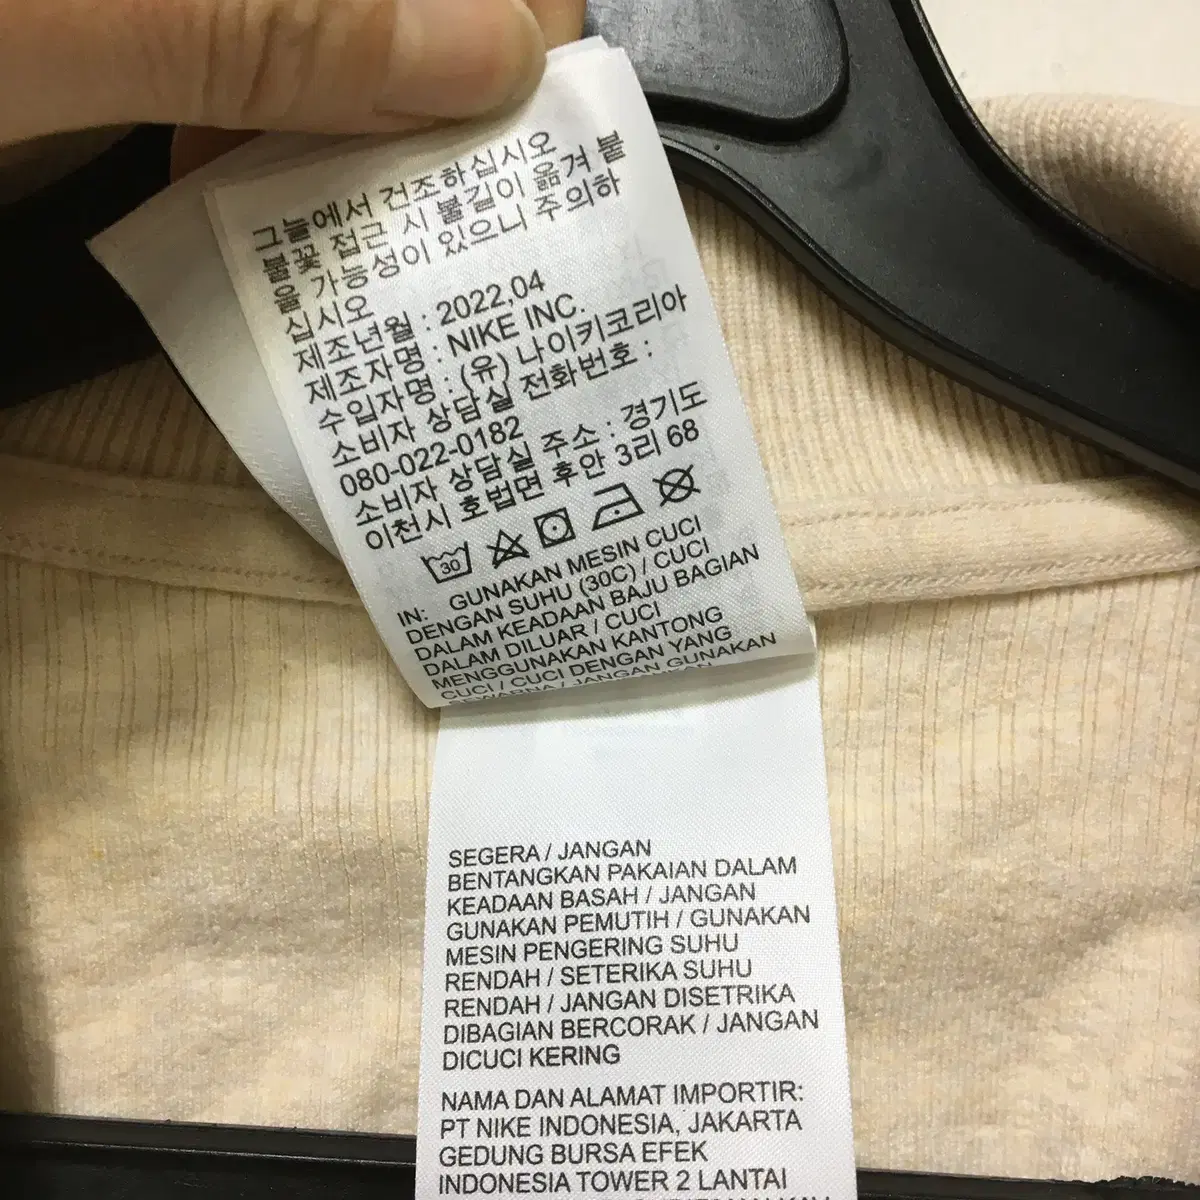 그늘에서 건조하십시오
불꽃 접근 시 불길이 옮겨 붙
을 가능성이 있으니 주의하
십시오
제조년월 : 2022.04
제조자명 : NIKE INC.
수입자명 : (유) 나이키코리아
소비자 상담실 전화번호 :
080-022-0182
소비자 상담실 주소 : 경기도
이천시 호법면 후안 3리 68
30
IN: GUNAKAN MESIN CUCI
DENGAN SUHU (30C) / CUCI
DALAM KEADAAN BAJU BAGIAN
DALAM DILUAR / CUCI
MENGGUNAKAN KANTONG
CUCI / CUCI DENGAN YANG
SEWARNA / JANGAN GUNAKAN
SEGERA / JANGAN
BENTANGKAN PAKAIAN DALAM
KEADAAN BASAH / JANGAN
GUNAKAN PEMUTIH / GUNAKAN
MESIN PENGERING SUHU
RENDAH / SETERIKA SUHU
RENDAH / JANGAN DISETRIKA
DIBAGIAN BERCORAK / JANGAN
DICUCI KERING
NAMA DAN ALAMAT IMPORTIR:
PT NIKE INDONESIA, JAKARTA
GEDUNG BURSA EFEK
INDONESIA TOWER 2 LANTAI